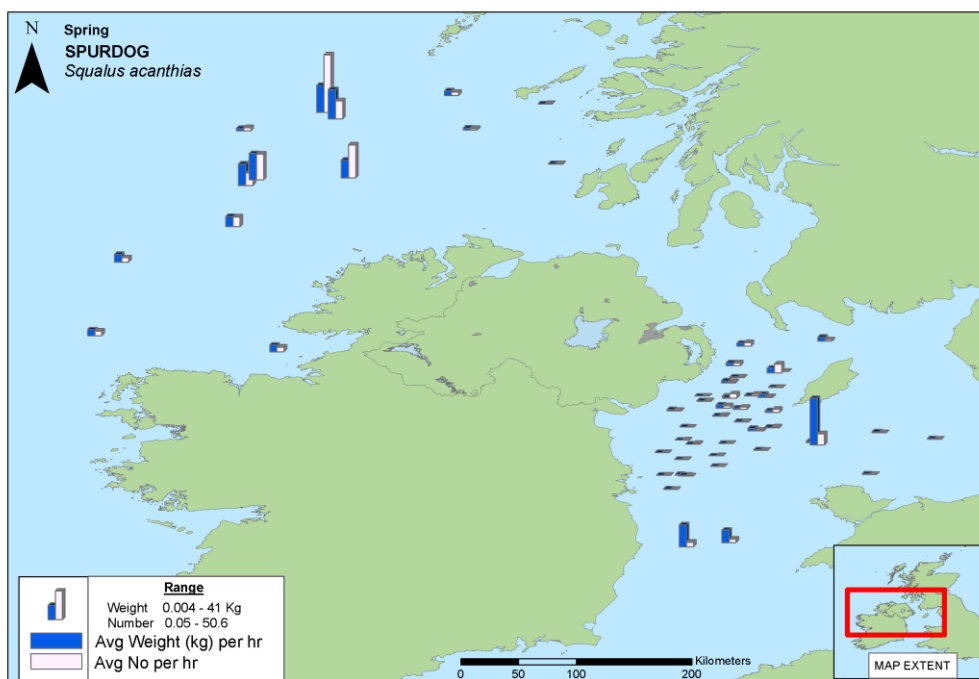 N
Spring
SPURDOG
Squalus acanthias
Range
Weight 0.004 - 41 Kg
Number 0.05 - 50.6
Avg Weight (kg) per hr
Avg No per hr
Kilometers
0 50 100 200
MAP EXTENT